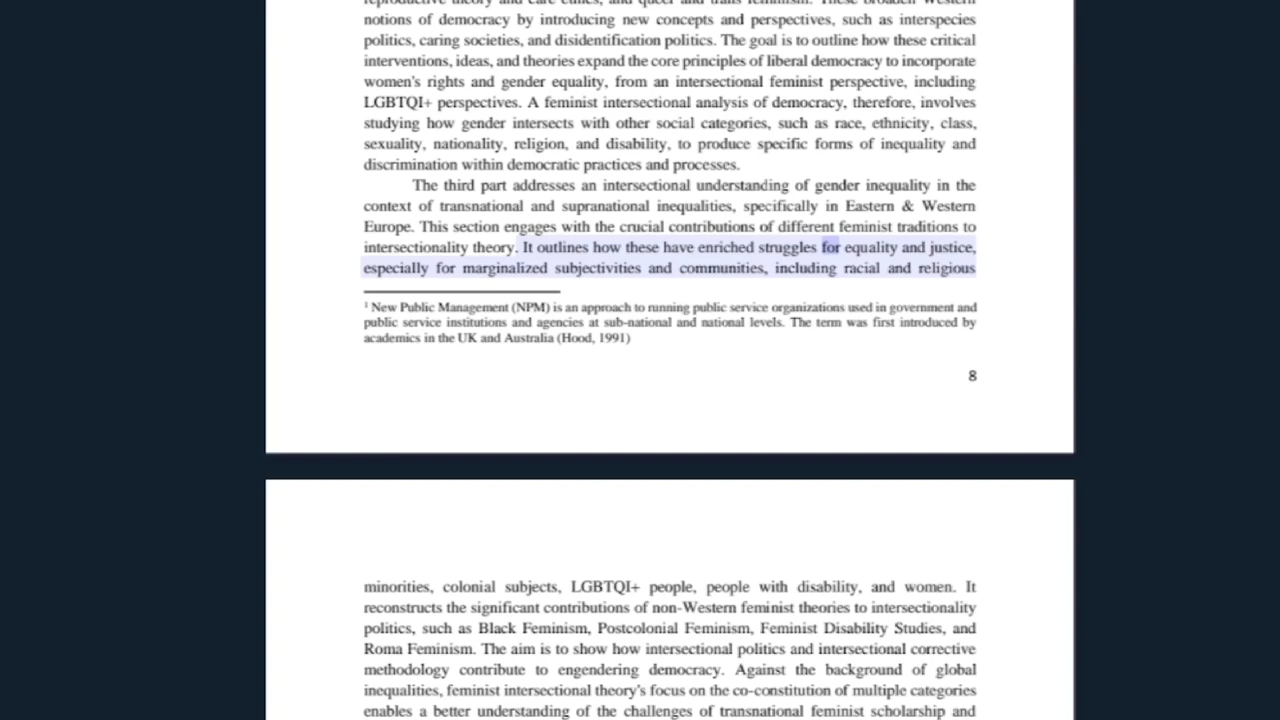 reproductive theory and care ethics, and queer and trans feminism. These broaden Western
notions of democracy by introducing new concepts and perspectives, such as interspecies
politics, caring societies, and disidentification politics. The goal is to outline how these critical
interventions, ideas, and theories expand the core principles of liberal democracy to incorporate
women's rights and gender equality, from an intersectional feminist perspective, including
LGBTQI+ perspectives. A feminist intersectional analysis of democracy, therefore, involves
studying how gender intersects with other social categories, such as race, ethnicity, class,
sexuality, nationality, religion, and disability, to produce specific forms of inequality and
discrimination within democratic practices and processes.
The third part addresses an intersectional understanding of gender inequality in the
context of transnational and supranational inequalities, specifically in Eastern & Western
Europe. This section engages with the crucial contributions of different feminist traditions to
intersectionality theory. It outlines how these have enriched struggles for equality and justice,
especially for marginalized subjectivities and communities, including racial and religious
1 New Public Management (NPM) is an approach to running public service organizations used in government and
public service institutions and agencies at sub-national and national levels. The term was first introduced by
academics in the UK and Australia (Hood, 1991)
8
minorities, colonial subjects, LGBTQI+ people, people with disability, and women. It
reconstructs the significant contributions of non-Western feminist theories to intersectionality
politics, such as Black Feminism, Postcolonial Feminism, Feminist Disability Studies, and
Roma Feminism. The aim is to show how intersectional politics and intersectional corrective
methodology contribute to engendering democracy. Against the background of global
inequalities, feminist intersectional theory's focus on the co-constitution of multiple categories
enables a better understanding of the challenges of transnational feminist scholarship and